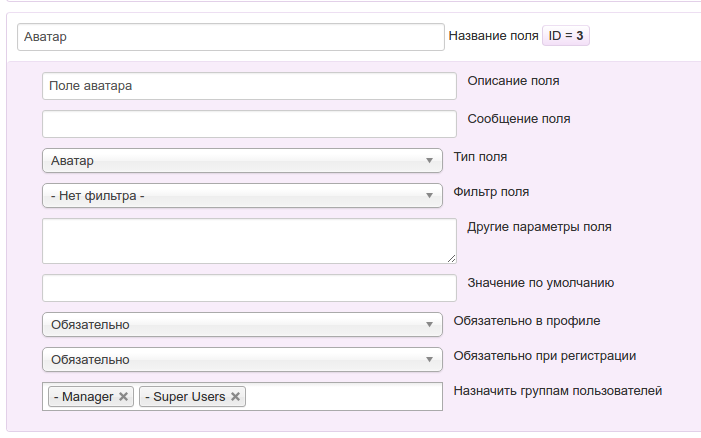 Аватар Название поля ID = 3
Поле аватара Описание поля
Сообщение поля
Аватар Тип поля
- Нет фильтра - Фильтр поля
Другие параметры поля
Значение по умолчанию
Обязательно Обязательно в профиле
Обязательно Обязательно при регистрации
- Manager - Super Users Назначить группам пользователей